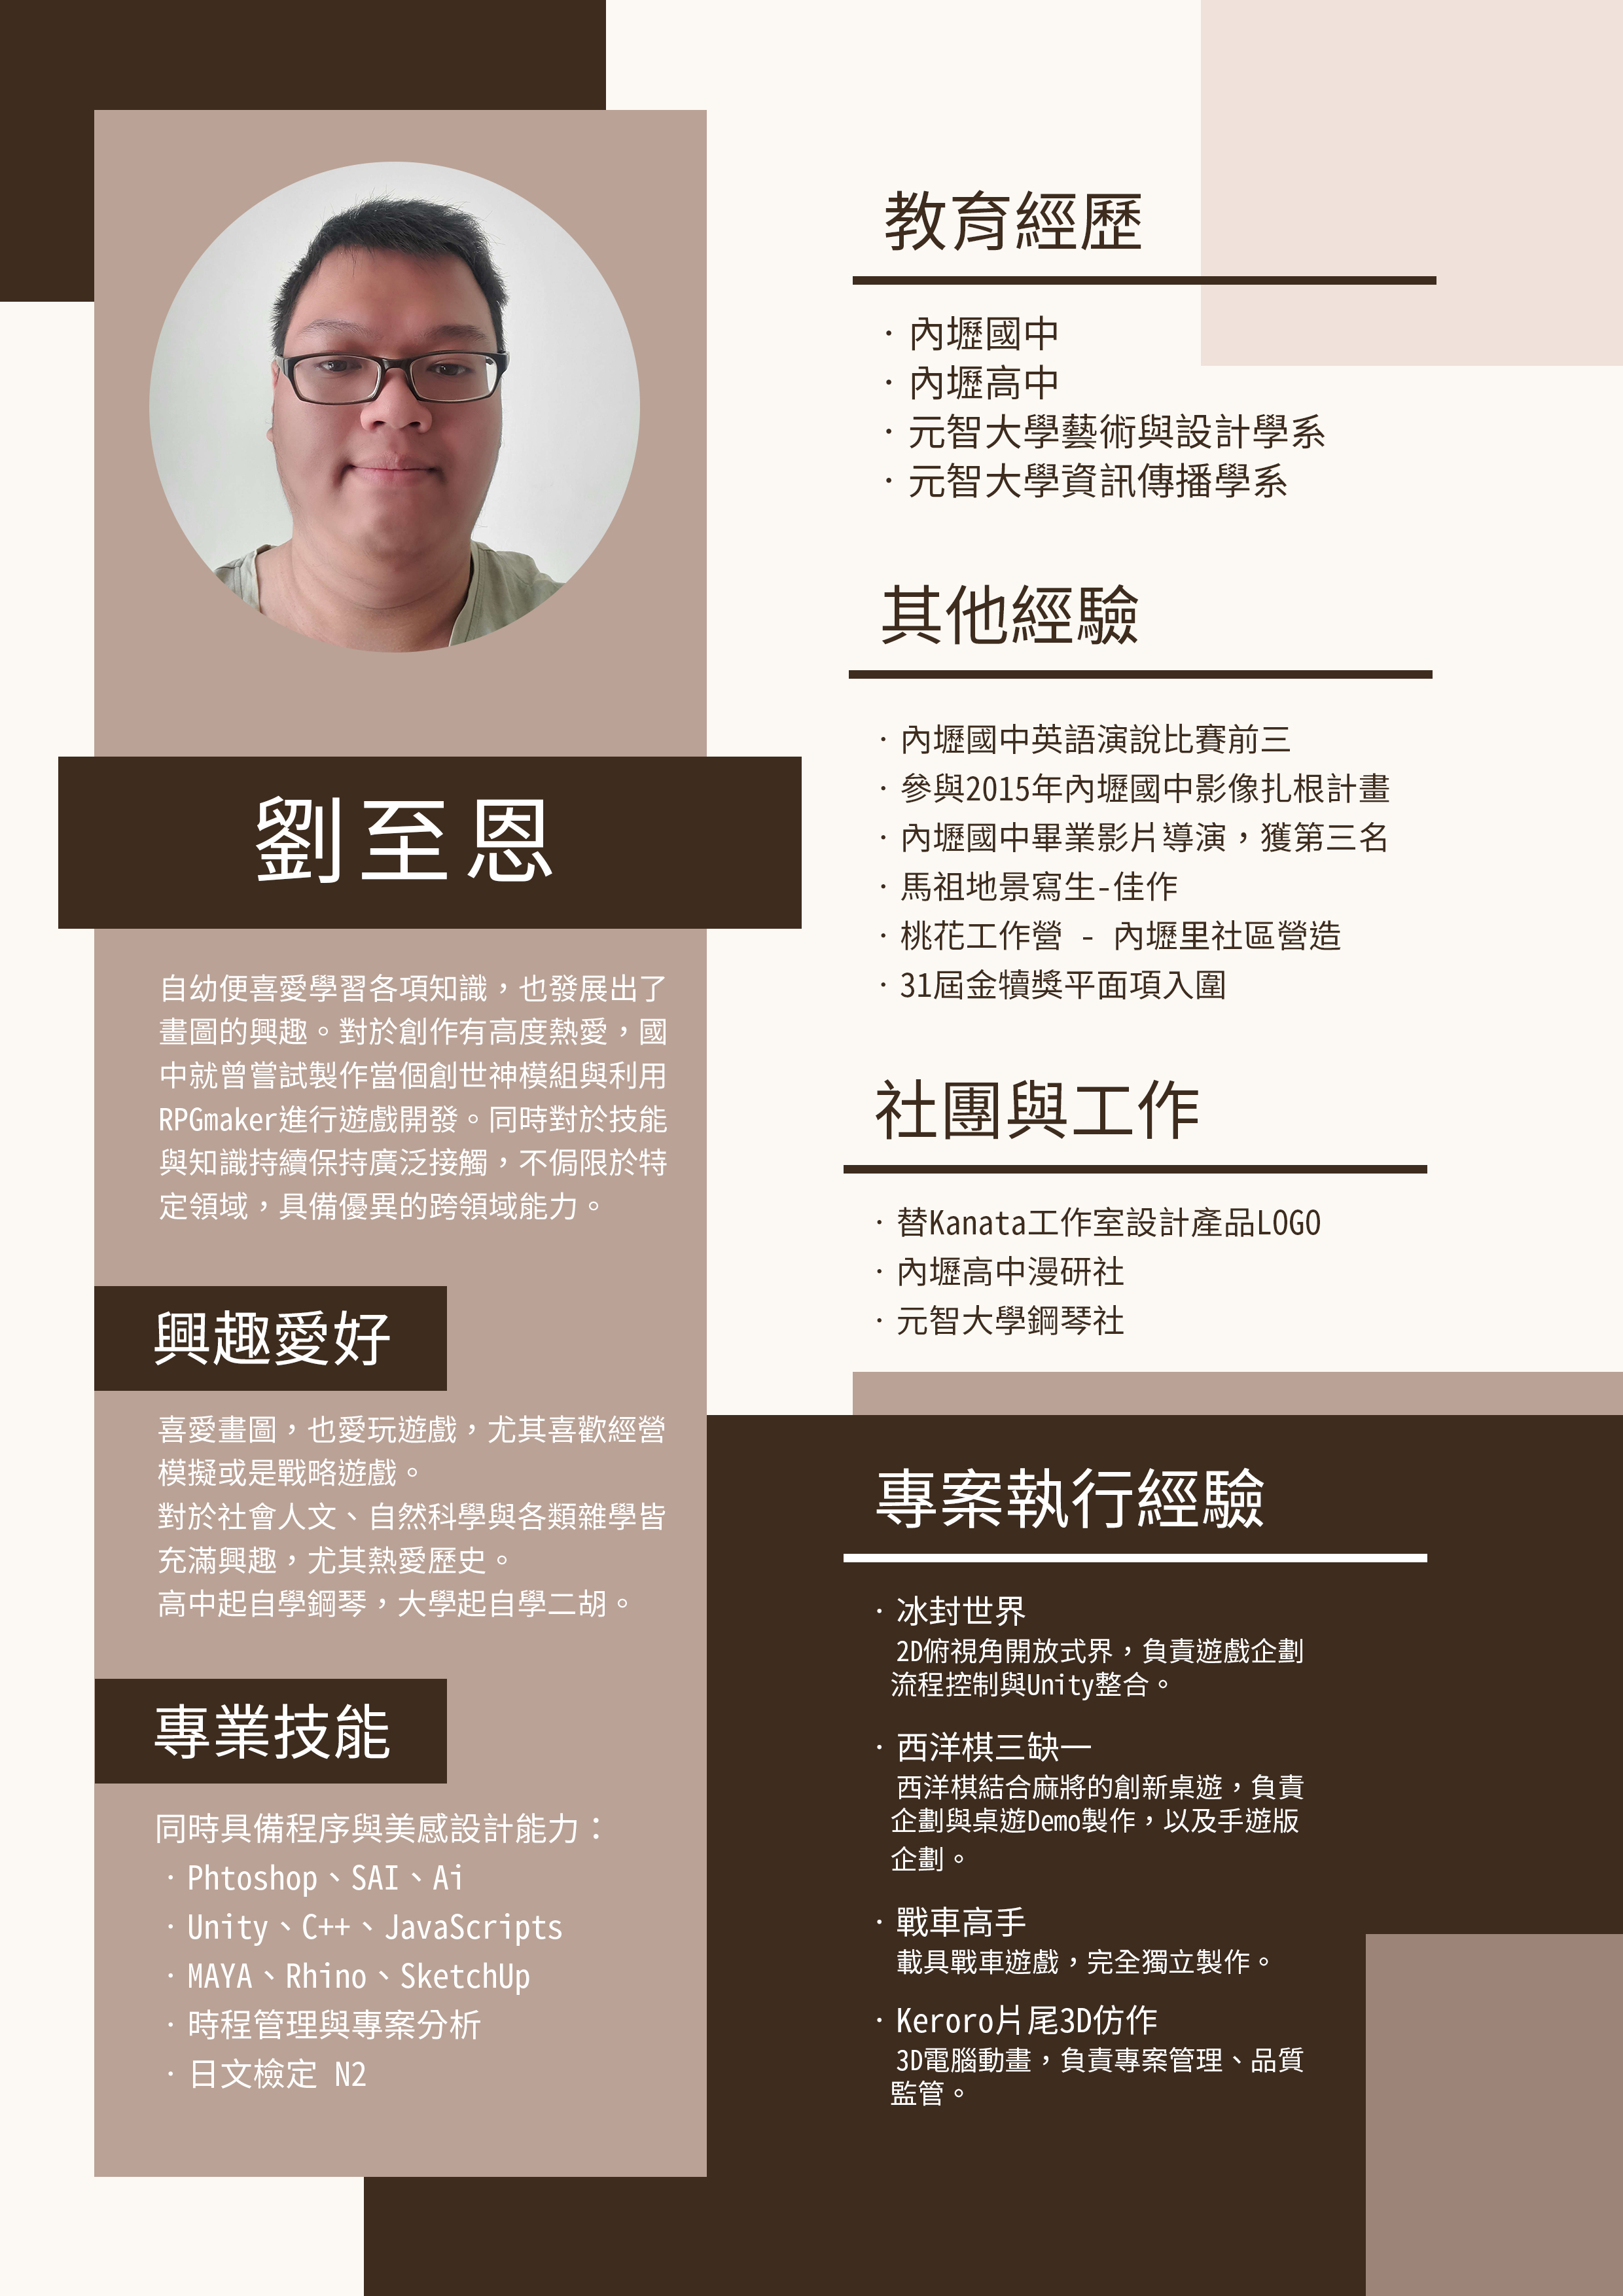 劉至恩
自幼便喜愛學習各項知識，也發展出了
畫圖的興趣。對於創作有高度熱愛，國
中就曾嘗試製作當個創世神模組與利用
RPGmaker進行遊戲開發。同時對於技能
與知識持續保持廣泛接觸，不侷限於特
定領域，具備優異的跨領域能力。
興趣愛好
喜愛畫圖，也愛玩遊戲，尤其喜歡經營
模擬或是戰略遊戲。
對於社會人文、自然科學與各類雜學皆
充滿興趣，尤其熱愛歷史。
高中起自學鋼琴，大學起自學二胡。
專業技能
同時具備程序與美感設計能力：
· Phtoshop、SAI、Ai
· Unity、C++、JavaScripts
· MAYA、Rhino、SketchUp
· 時程管理與專案分析
· 日文檢定 N2
教育經歷
· 內壢國中
· 內壢高中
· 元智大學藝術與設計學系
· 元智大學資訊傳播學系
其他經驗
· 內壢國中英語演說比賽前三
· 參與2015年內壢國中影像扎根計畫
· 內壢國中畢業影片導演，獲第三名
· 馬祖地景寫生-佳作
· 桃花工作營 - 內壢里社區營造
· 31屆金犢獎平面項入圍
社團與工作
· 替Kanata工作室設計產品LOGO
· 內壢高中漫研社
· 元智大學鋼琴社
專案執行經驗
· 冰封世界
2D俯視角開放式界，負責遊戲企劃
流程控制與Unity整合。
· 西洋棋三缺一
西洋棋結合麻將的創新桌遊，負責
企劃與桌遊Demo製作，以及手遊版
企劃。
· 戰車高手
載具戰車遊戲，完全獨立製作。
· Keroro片尾3D仿作
3D電腦動畫，負責專案管理、品質
監管。